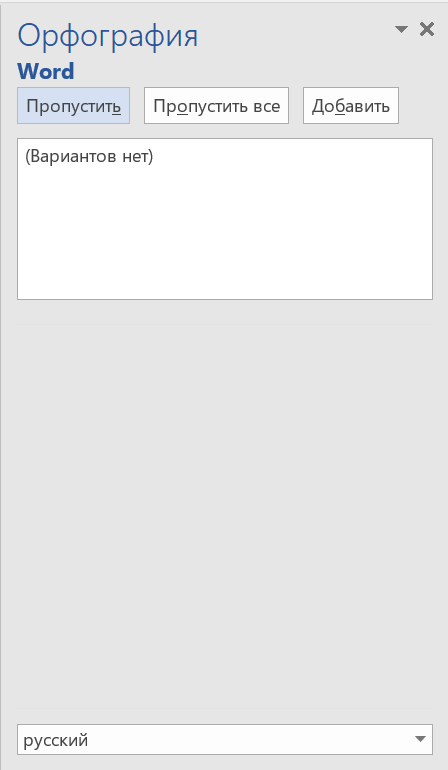 Орфография
Word
Пропустить Пропустить все Добавить
(Вариантов нет)
русский